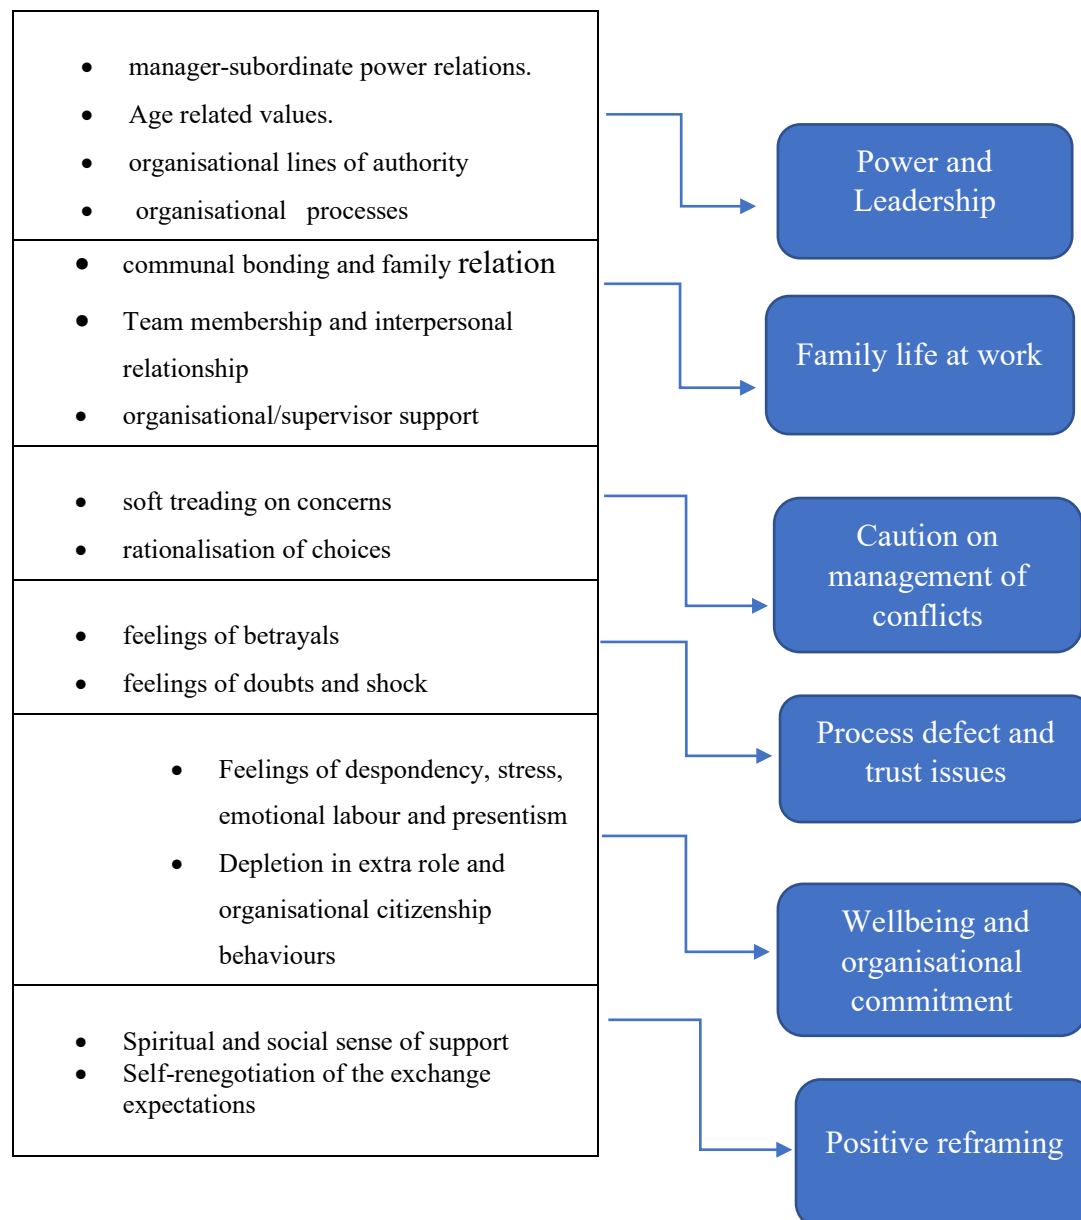 • manager-subordinate power relations.
• Age related values.
• organisational lines of authority
• organisational processes
Power and
Leadership
• communal bonding and family relation
• Team membership and interpersonal
relationship
• organisational/supervisor support
Family life at work
• soft treading on concerns
• rationalisation of choices
Caution on
management of
conflicts
• feelings of betrayals
• feelings of doubts and shock
Process defect and
trust issues
• Feelings of despondency, stress,
emotional labour and presentism
• Depletion in extra role and
organisational citizenship
behaviours
Wellbeing and
organisational
commitment
• Spiritual and social sense of support
• Self-renegotiation of the exchange
expectations
Positive reframing